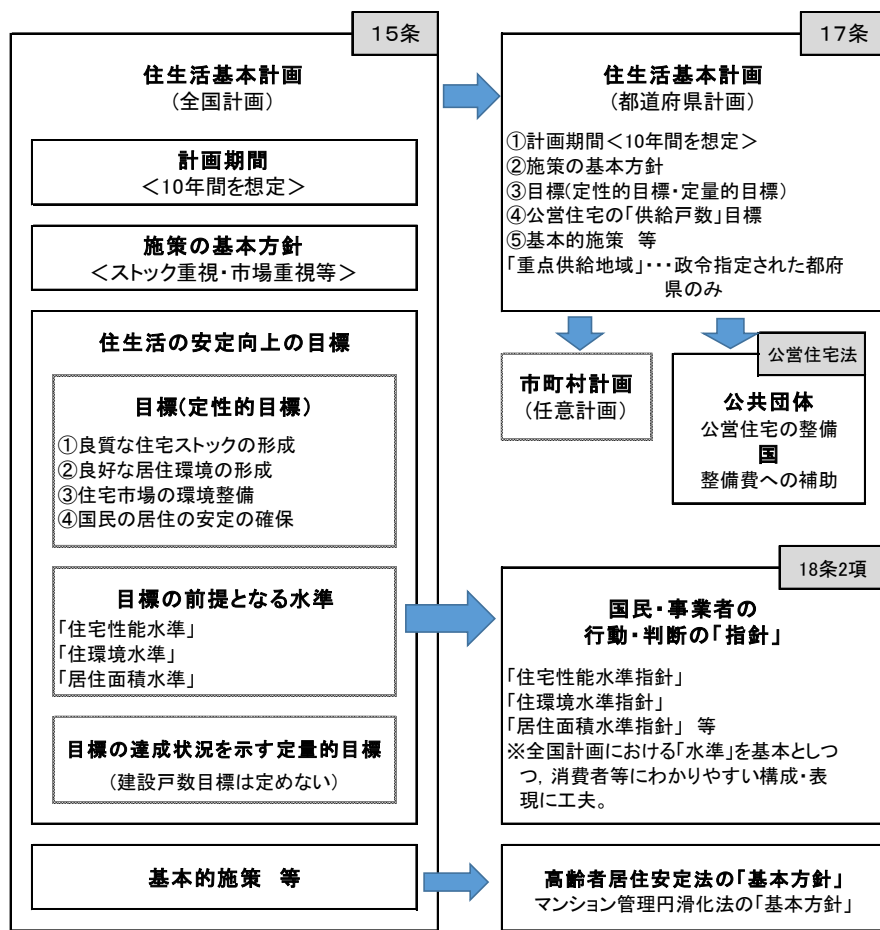 15条
住生活基本計画
(全国計画)
計画期間
<10年間を想定>
施策の基本方針
<ストック重視・市場重視等>
住生活の安定向上の目標
目標(定性的目標)
①良質な住宅ストックの形成
②良好な居住環境の形成
③住宅市場の環境整備
④国民の居住の安定の確保
目標の前提となる水準
「住宅性能水準」
「住環境水準」
「居住面積水準」
目標の達成状況を示す定量的目標
(建設戸数目標は定めない)
基本的施策 等
17条
住生活基本計画
(都道府県計画)
①計画期間<10年間を想定>
②施策の基本方針
③目標(定性的目標・定量的目標)
④公営住宅の「供給戸数」目標
⑤基本的施策 等
「重点供給地域」・・・政令指定された都府
県のみ
市町村計画
(任意計画)
公営住宅法
公共団体
公営住宅の整備
国
整備費への補助
18条2項
国民・事業者の
行動・判断の「指針」
「住宅性能水準指針」
「住環境水準指針」
「居住面積水準指針」 等
※全国計画における「水準」を基本としつ
つ，消費者等にわかりやすい構成・表
現に工夫。
高齢者居住安定法の「基本方針」
マンション管理円滑化法の「基本方針」